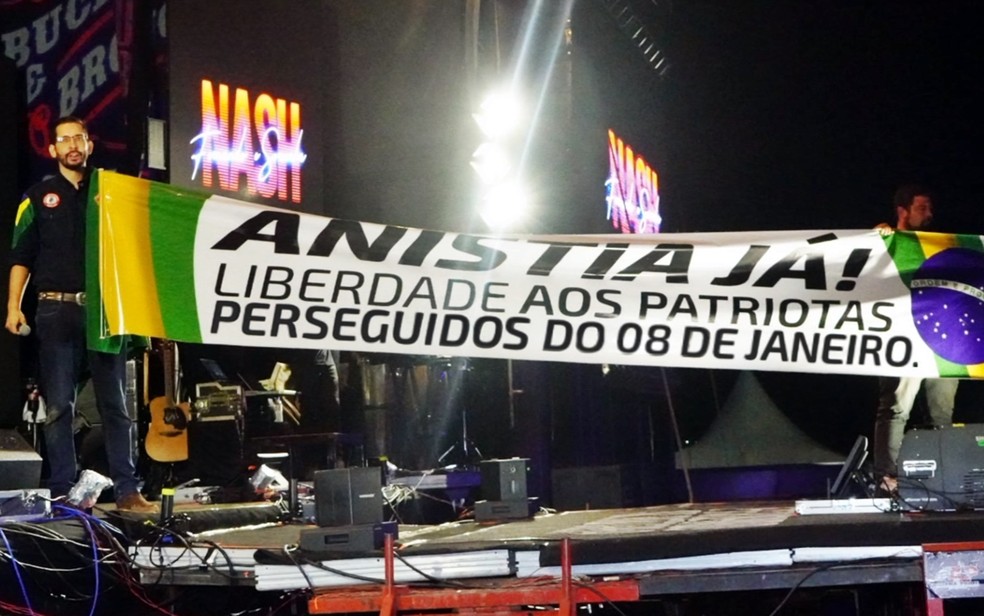 NASH
NASH
ANISTIA JÁ!
LIBERDADE AOS PATRIOTAS
PERSEGUIDOS DO 08 DE JANEIRO.